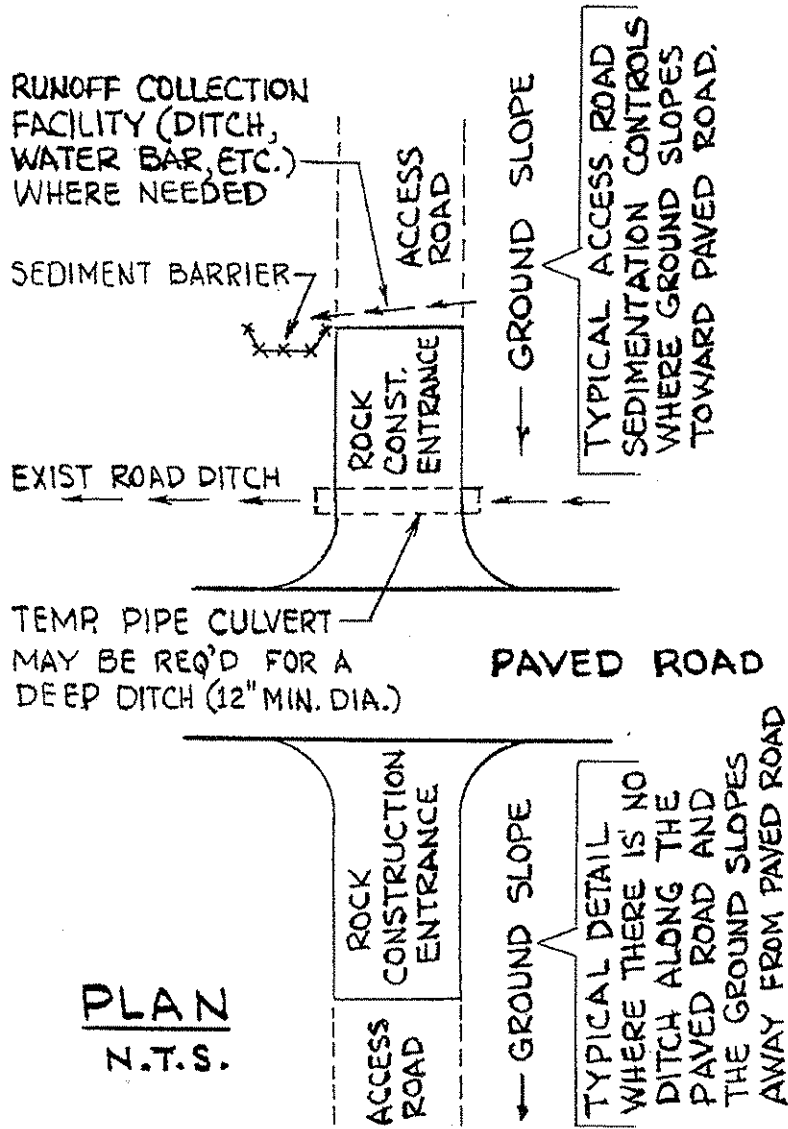 RUNOFF COLLECTION
FACILITY (DITCH,
WATER BAR, ETC.)
WHERE NEEDED
ACCESS
ROAD
GROUND SLOPE
TYPICAL ACCESS ROAD
SEDIMENTATION CONTROLS
WHERE GROUND SLOPES
TOWARD PAVED ROAD.
SEDIMENT BARRIER
ROCK
CONST.
ENTRANCE
EXIST ROAD DITCH
TEMP. PIPE CULVERT
MAY BE REQ'D FOR A
DEEP DITCH (12" MIN. DIA.)
PAVED ROAD
ROCK
CONSTRUCTION
ENTRANCE
GROUND SLOPE
TYPICAL DETAIL
WHERE THERE IS NO
DITCH ALONG THE
PAVED ROAD AND
THE GROUND SLOPES
AWAY FROM PAVED ROAD
PLAN
N.T.S.
ACCESS
ROAD